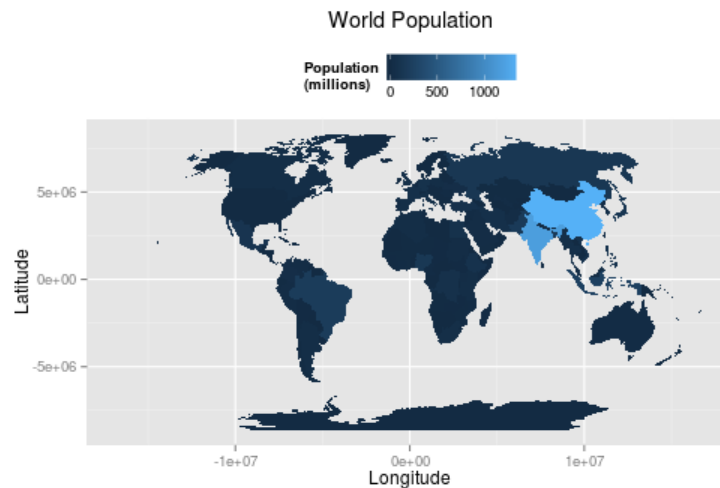 World Population
Population
(millions)
0 500 1000
Latitude
5e+06
0e+00
-5e+06
-1e+07 0e+00 1e+07
Longitude